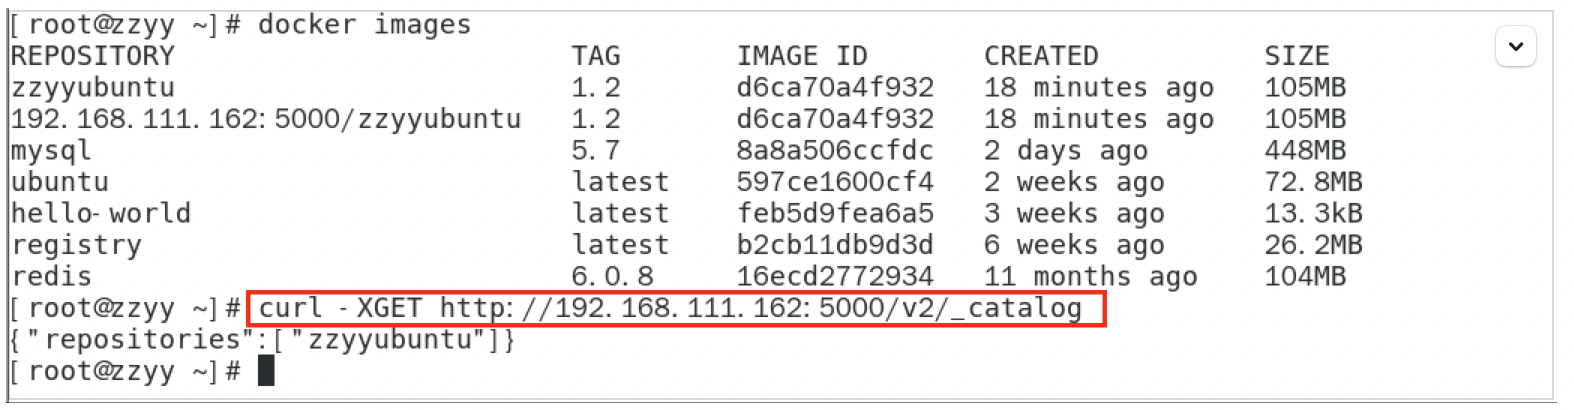 [root@zzyy ~]# docker images
REPOSITORY TAG IMAGE ID CREATED SIZE
zzyyubuntu 1.2 d6ca70a4f932 18 minutes ago 105MB
192.168.111.162:5000/zzyyubuntu 1.2 d6ca70a4f932 18 minutes ago 105MB
mysql 5.7 8a8a506ccfdc 2 days ago 448MB
ubuntu latest 597ce1600cf4 2 weeks ago 72.8MB
hello-world latest feb5d9fea6a5 3 weeks ago 13.3kB
registry latest b2cb11db9d3d 6 weeks ago 26.2MB
redis 6.0.8 16ecd2772934 11 months ago 104MB
[root@zzyy ~]# curl -XGET http://192.168.111.162:5000/v2/_catalog
{"repositories":["zzyyubuntu"]}
[root@zzyy ~]#